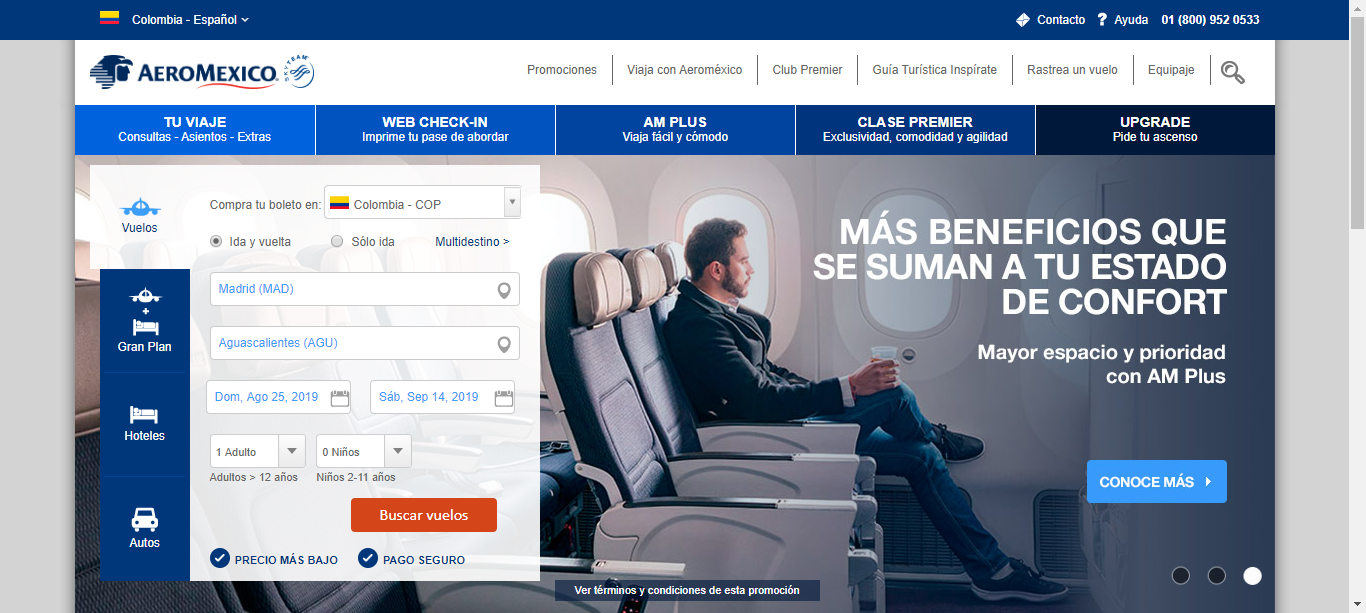 Colombia - Español
Contacto
Ayuda
01 (800) 952 0533
AEROMEXICO
SKYTEAM
Promociones
Viaja con Aeroméxico
Club Premier
Guía Turística Inspírate
Rastrea un vuelo
Equipaje
TU VIAJE
Consultas - Asientos - Extras
WEB CHECK-IN
Imprime tu pase de abordar
AM PLUS
Viaja fácil y cómodo
CLASE PREMIER
Exclusividad, comodidad y agilidad
UPGRADE
Pide tu ascenso
Vuelos
+
Gran Plan
Hoteles
Autos
Compra tu boleto en:
Colombia - COP
Ida y vuelta
Sólo ida
Multidestino >
Madrid (MAD)
Aguascalientes (AGU)
Dom, Ago 25, 2019
Sáb, Sep 14, 2019
1 Adulto
0 Niños
Adultos > 12 años
Niños 2-11 años
Buscar vuelos
PRECIO MÁS BAJO
PAGO SEGURO
MÁS BENEFICIOS QUE
SE SUMAN A TU ESTADO
DE CONFORT
Mayor espacio y prioridad
con AM Plus
CONOCE MÁS
Ver términos y condiciones de esta promoción